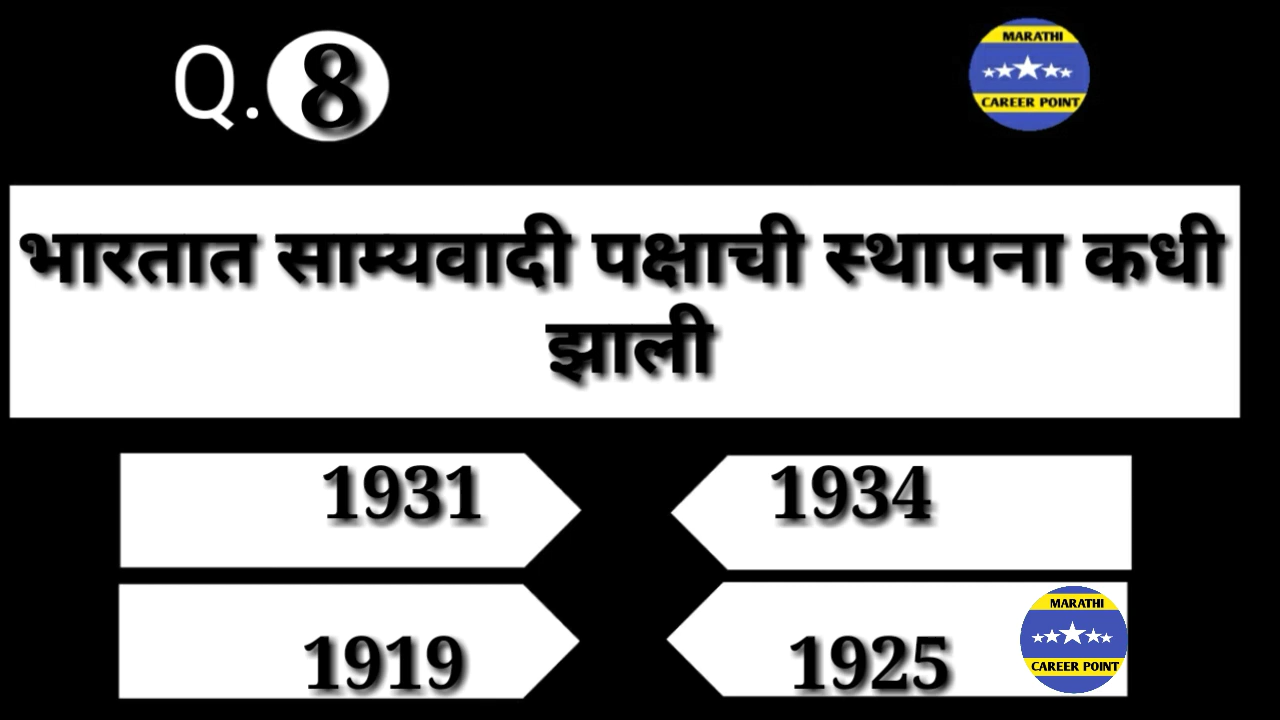 Q. 8
MARATHI
CAREER POINT
भारतात साम्यवादी पक्षाची स्थापना कधी
झाली
1931
1934
1919
1925
MARATHI
CAREER POINT